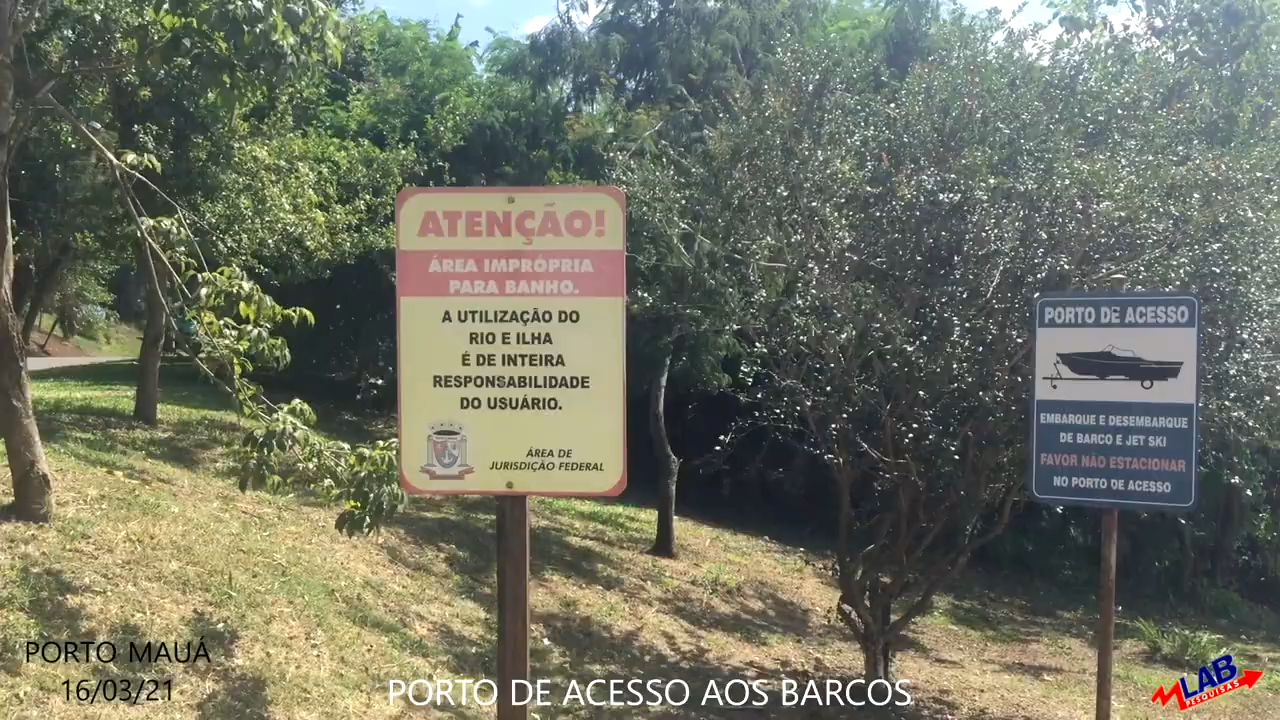 ATENÇÃO!
ÁREA IMPRÓPRIA
PARA BANHO.
A UTILIZAÇÃO DO
RIO E ILHA
É DE INTEIRA
RESPONSABILIDADE
DO USUÁRIO.
ÁREA DE
JURISDIÇÃO FEDERAL
PORTO DE ACESSO
EMBARQUE E DESEMBARQUE
DE BARCO E JET SKI
FAVOR NÃO ESTACIONAR
NO PORTO DE ACESSO
PORTO MAUÁ
16/03/21
PORTO DE ACESSO AOS BARCOS
LAB
PESQUISAS